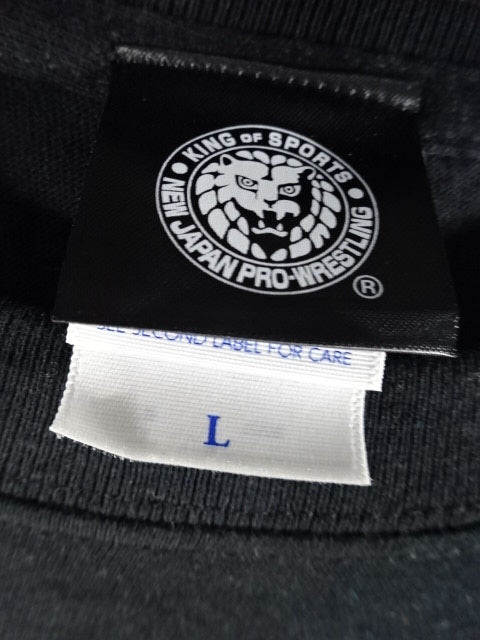 KING OF SPORTS
NEW JAPAN PRO-WRESTLING
®
SEE SECOND LABEL FOR CARE
L